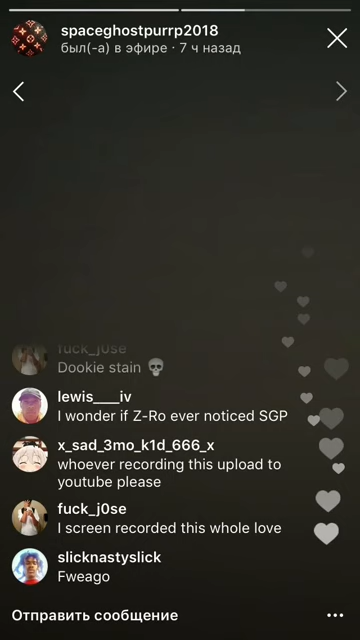 spaceghostpurrp2018
был(-а) в эфире · 7 ч назад
fuck_j0se
Dookie stain 💀
lewis____iv
I wonder if Z-Ro ever noticed SGP
x_sad_3mo_k1d_666_x
whoever recording this upload to
youtube please
fuck_j0se
I screen recorded this whole love
slicknastyslick
Fweago
Отправить сообщение